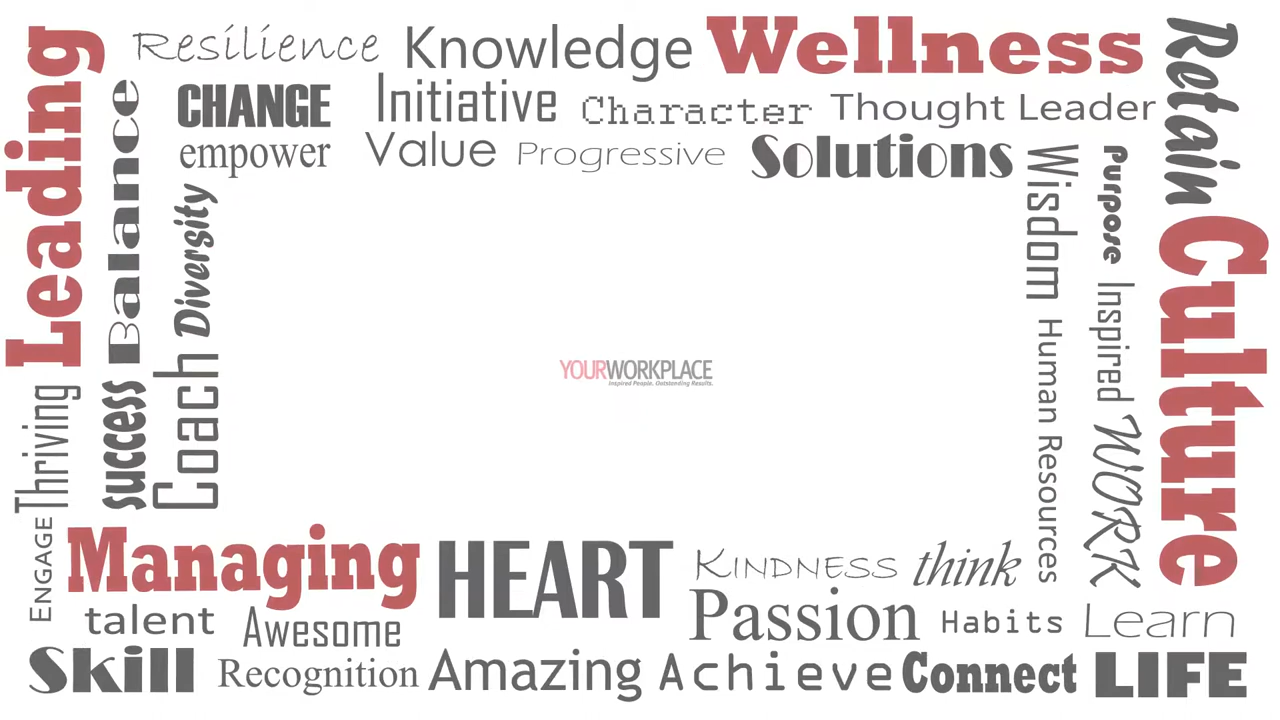 Leading
Resilience
Knowledge
Wellness
Retain
Balance
CHANGE
Initiative
Character
Thought Leader
empower
Value
Progressive
Solutions
Diversity
Wisdom
Purpose
Culture
Inspired
Human Resources
Coach
success
Thriving
YOURWORKPLACE
Inspired People. Outstanding Results.
WORK
ENGAGE
Managing
HEART
KINDNESS
think
talent
Awesome
Passion
Habits
Learn
Skill
Recognition
Amazing
Achieve
Connect
LIFE